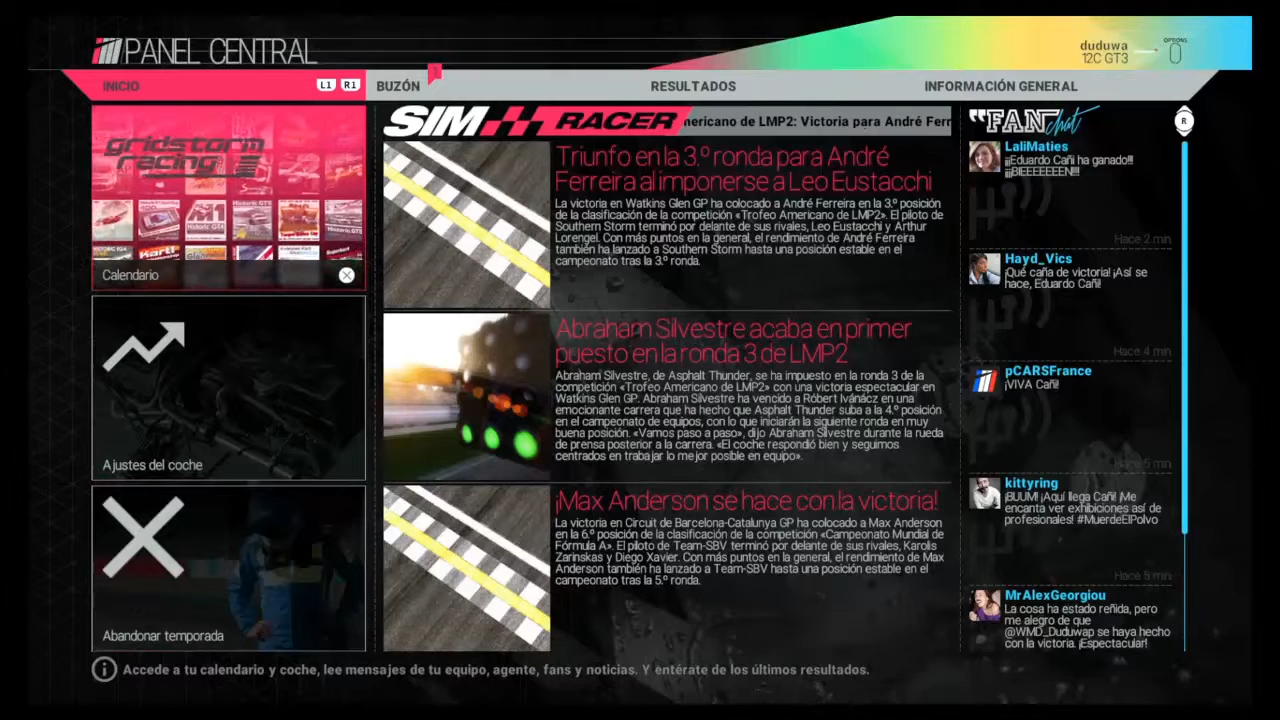 PANEL CENTRAL
duduwa
12C GT3
OPTIONS
INICIO
L1 R1
BUZÓN
RESULTADOS
INFORMACIÓN GENERAL
gridstorm
racing
Calendario
Ajustes del coche
Abandonar temporada
SIM RACER
ericano de LMP2: Victoria para André Ferr
Triunfo en la 3.º ronda para André
Ferreira al imponerse a Leo Eustacchi
La victoria en Watkins Glen GP ha colocado a André Ferreira en la 3.º posición
de la clasificación de la competición «Trofeo Americano de LMP2». El piloto de
Southern Storm terminó por delante de sus rivales, Leo Eustacchi y Arthur
Lorengel. Con más puntos en la general, el rendimiento de André Ferreira
también ha lanzado a Southern Storm hasta una posición estable en el
campeonato tras la 3.º ronda.
Abraham Silvestre acaba en primer
puesto en la ronda 3 de LMP2
Abraham Silvestre, de Asphalt Thunder, se ha impuesto en la ronda 3 de la
competición «Trofeo Americano de LMP2» con una victoria espectacular en
Watkins Glen GP. Abraham Silvestre ha vencido a Róbert Ivánácz en una
emocionante carrera que ha hecho que Asphalt Thunder suba a la 4.º posición
en el campeonato de equipos, con lo que iniciarán la siguiente ronda en muy
buena posición. «Vamos paso a paso», dijo Abraham Silvestre durante la rueda
de prensa posterior a la carrera. «El coche respondió bien y seguimos
centrados en trabajar lo mejor posible en equipo».
¡Max Anderson se hace con la victoria!
La victoria en Circuit de Barcelona-Catalunya GP ha colocado a Max Anderson
en la 6.º posición de la clasificación de la competición «Campeonato Mundial de
Fórmula A». El piloto de Team-SBV terminó por delante de sus rivales, Karolis
Zarinskas y Diego Xavier. Con más puntos en la general, el rendimiento de Max
Anderson también ha lanzado a Team-SBV hasta una posición estable en el
campeonato tras la 5.º ronda.
"FAN chat
R
LaliMaties
¡¡¡Eduardo Cañi ha ganado!!!
¡¡¡¡BIEEEEEEEN!!!!
Hace 2 min
Hayd_Vics
¡Qué caña de victoria! ¡Así se
hace, Eduardo Cañi!
Hace 4 min
pCARSFrance
¡VIVA Cañi!
Hace 5 min
kittyring
¡BUUM! ¡Aquí llega Cañi! ¡Me
encanta ver exhibiciones así de
profesionales! #MuerdeElPolvo
Hace 5 min
MrAlexGeorgiou
La cosa ha estado reñida, pero
me alegro de que
@WMD_Duduwap se haya hecho
con la victoria. ¡Espectacular!
Accede a tu calendario y coche, lee mensajes de tu equipo, agente, fans y noticias. Y entérate de los últimos resultados.